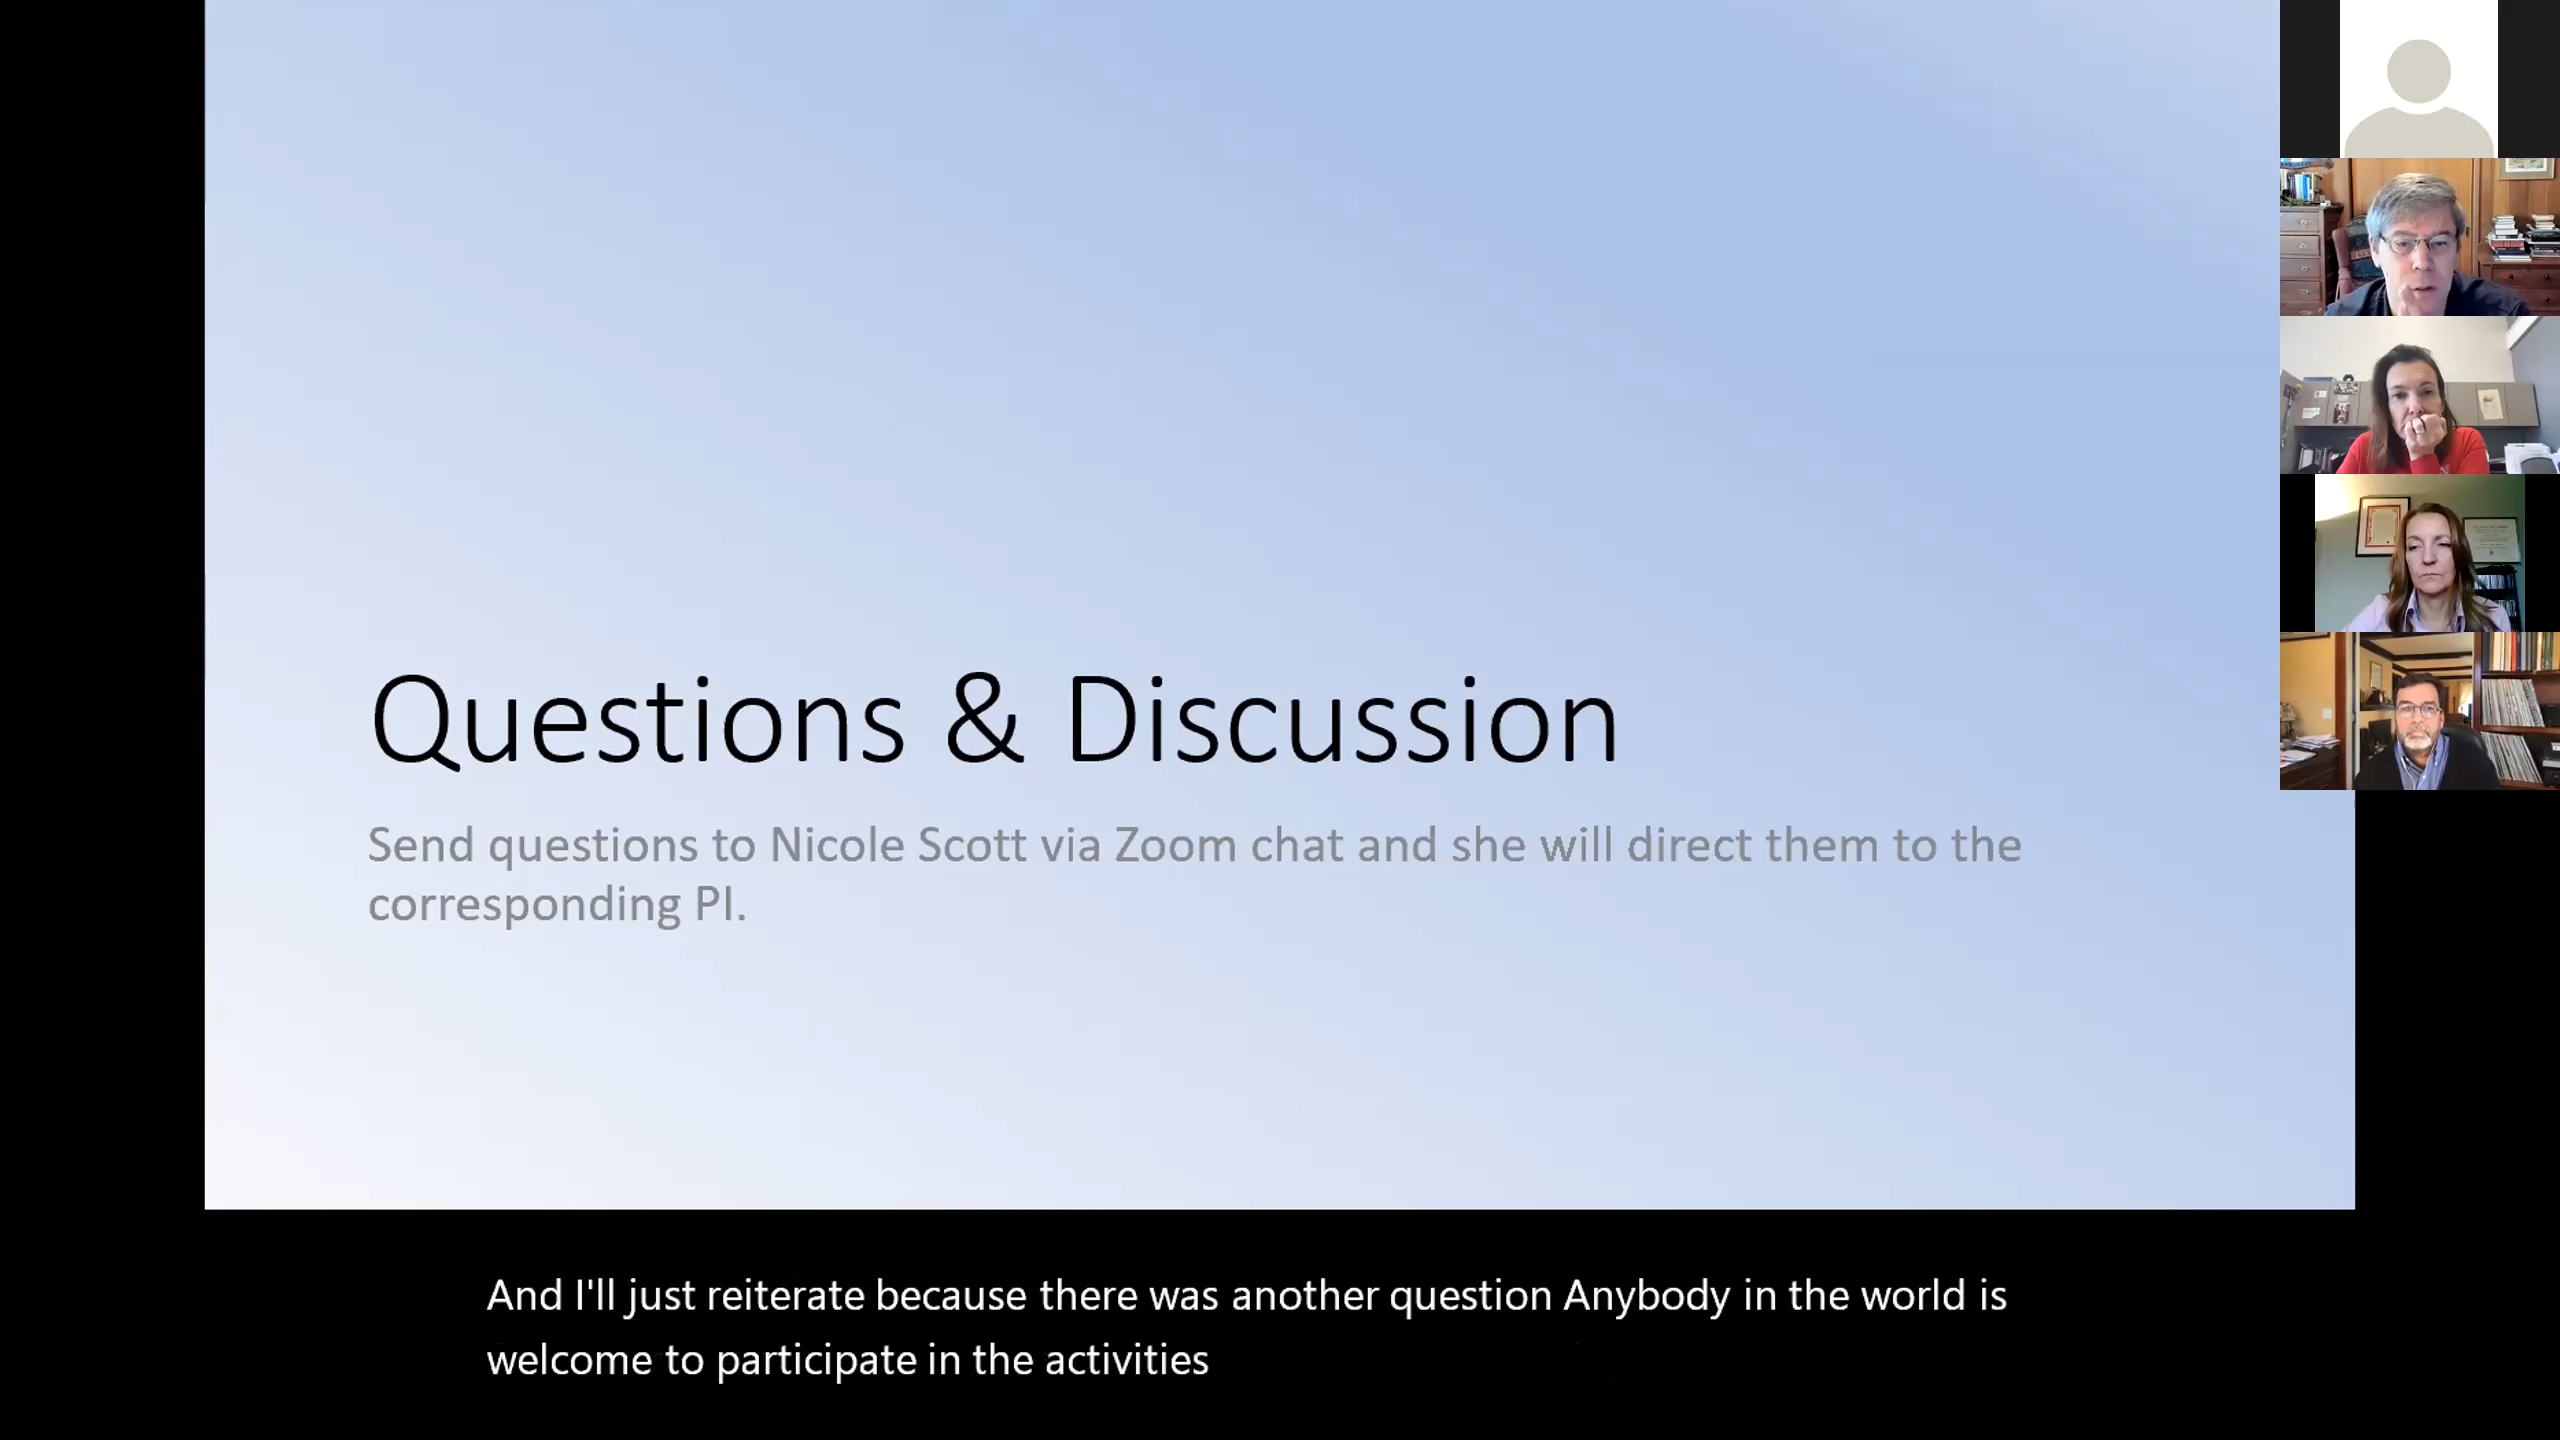 Questions & Discussion
Send questions to Nicole Scott via Zoom chat and she will direct them to the
corresponding PI.
And I'll just reiterate because there was another question Anybody in the world is
welcome to participate in the activities